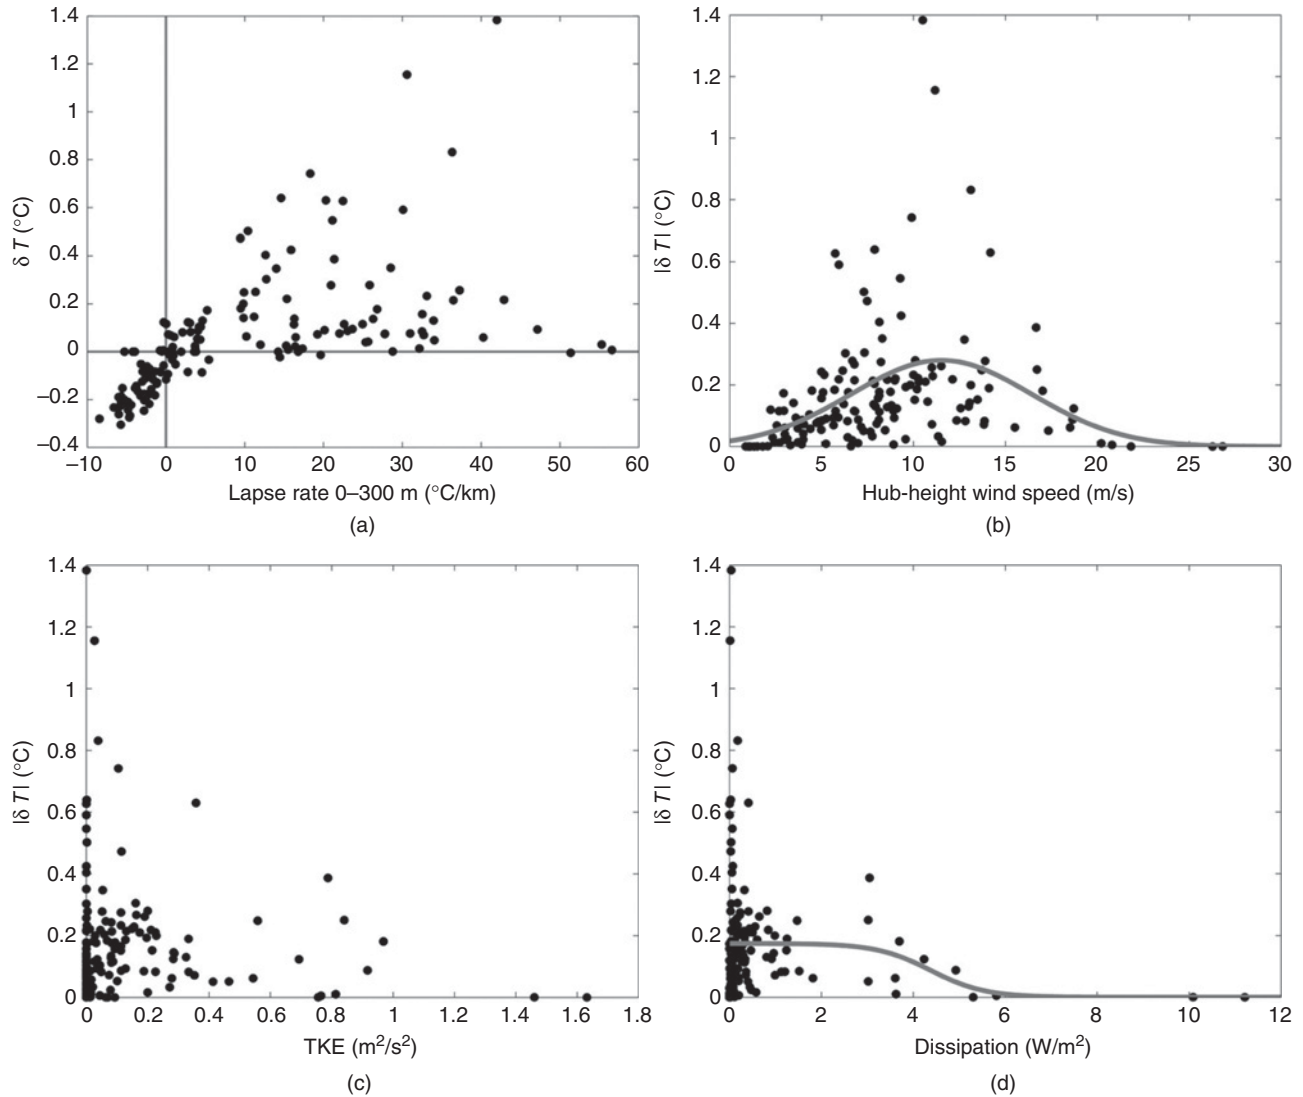 1.4
1.2
1
0.8
0.6
0.4
0.2
0
−0.2
−0.4
δ T (°C)
−10 0 10 20 30 40 50 60
Lapse rate 0–300 m (°C/km)
(a)
1.4
1.2
1
0.8
0.6
0.4
0.2
0
|δ T| (°C)
0 5 10 15 20 25 30
Hub-height wind speed (m/s)
(b)
1.4
1.2
1
0.8
0.6
0.4
0.2
0
|δ T| (°C)
0 0.2 0.4 0.6 0.8 1 1.2 1.4 1.6 1.8
TKE (m²/s²)
(c)
1.4
1.2
1
0.8
0.6
0.4
0.2
0
|δ T| (°C)
0 2 4 6 8 10 12
Dissipation (W/m²)
(d)